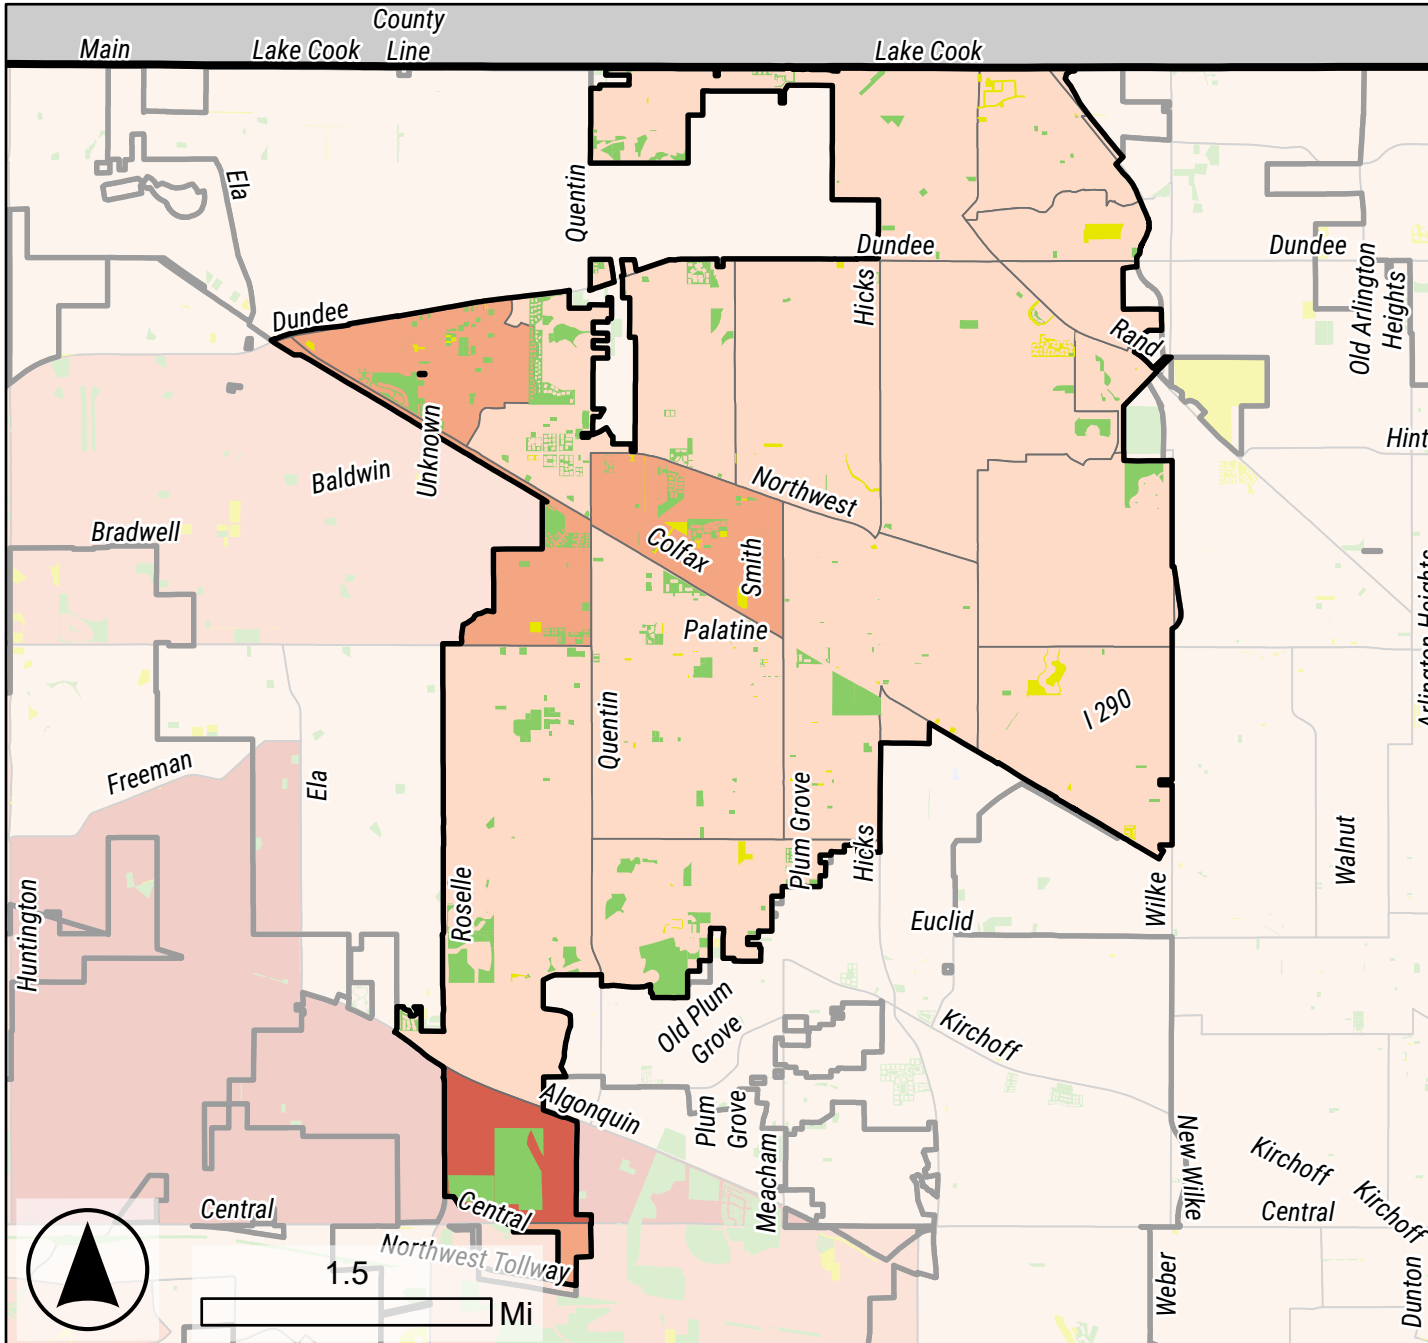 County
Main
Lake Cook
Line
Lake Cook
Ela
Quentin
Dundee
Dundee
Old Arlington
Heights
Hicks
Dundee
Rand
Unknown
Baldwin
Hint
Northwest
Bradwell
Colfax
Smith
Palatine
Arlington Heights
Quentin
I 290
Freeman
Ela
Plum Grove
Hicks
Walnut
Roselle
Wilke
Huntington
Euclid
Old Plum
Grove
Kirchoff
Algonquin
Plum
Grove
Meacham
New Wilke
Kirchoff
Kirchoff
Central
Central
Central
Northwest Tollway
Weber
Dunton
1.5
Mi